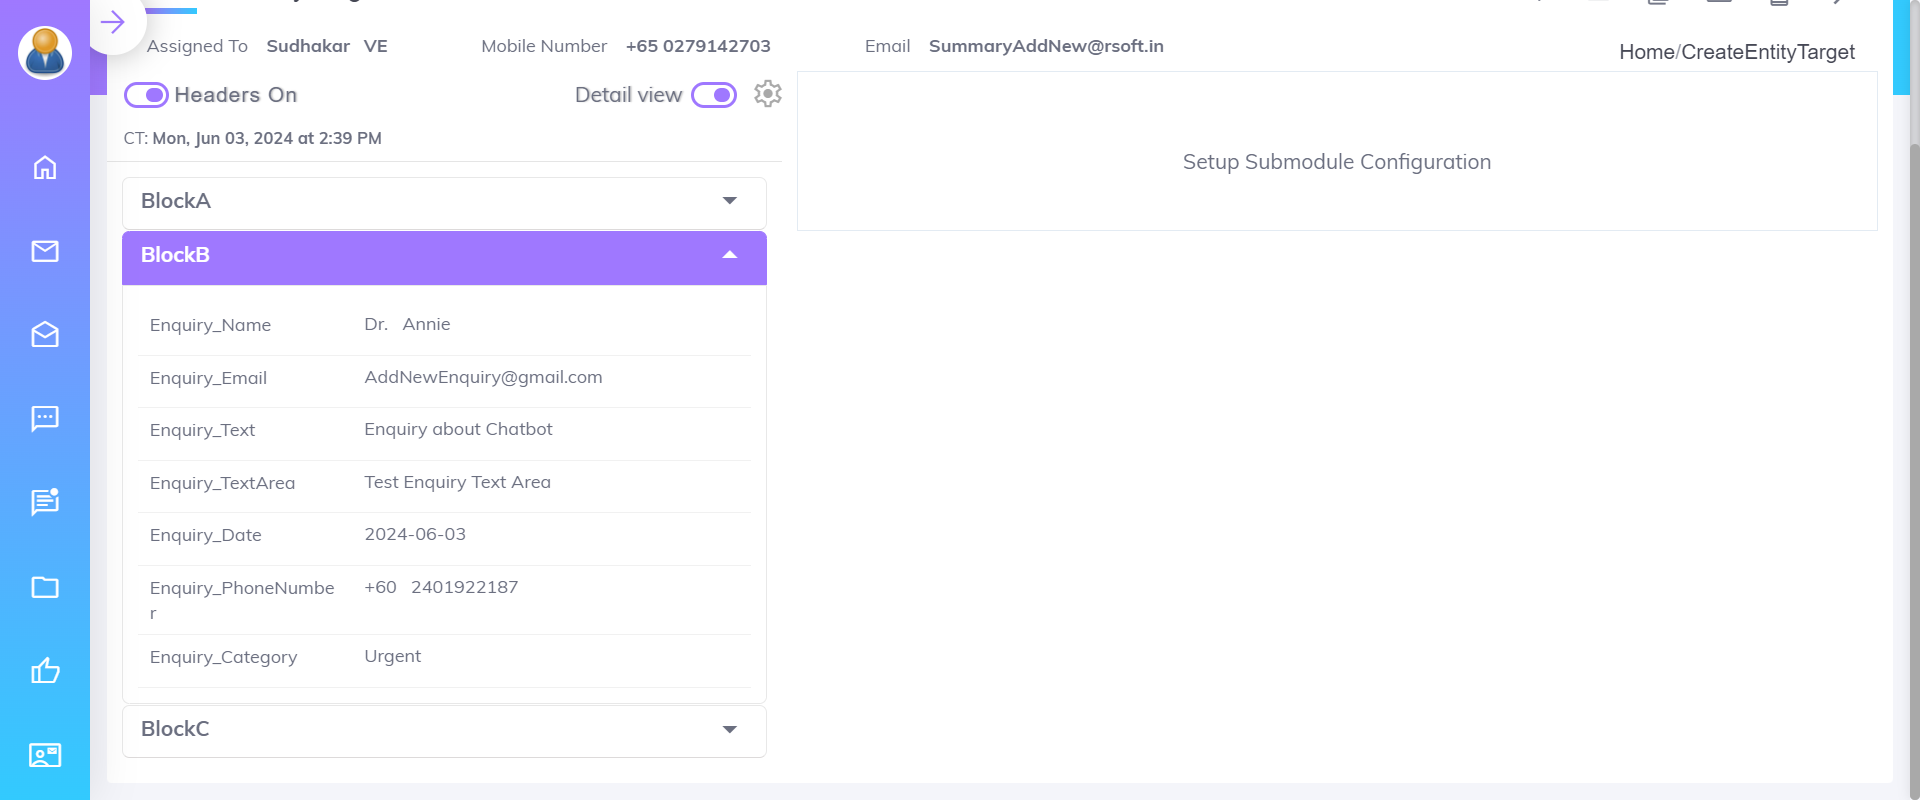 Assigned To Sudhakar VE Mobile Number +65 0279142703 Email SummaryAddNew@rsoft.in
Home/CreateEntityTarget
Headers On Detail view
CT: Mon, Jun 03, 2024 at 2:39 PM
Setup Submodule Configuration
BlockA
BlockB
Enquiry_Name Dr. Annie
Enquiry_Email AddNewEnquiry@gmail.com
Enquiry_Text Enquiry about Chatbot
Enquiry_TextArea Test Enquiry Text Area
Enquiry_Date 2024-06-03
Enquiry_PhoneNumbe +60 2401922187
r
Enquiry_Category Urgent
BlockC